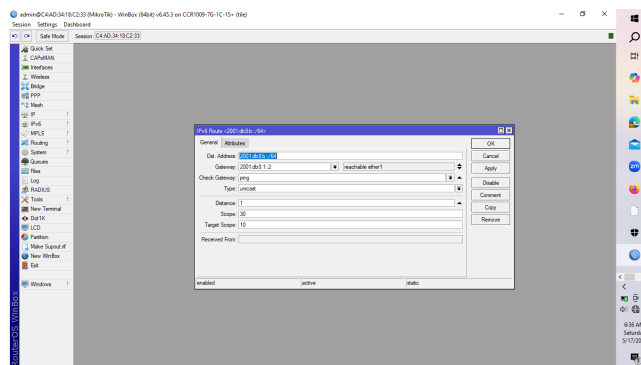 admin@C4:AD:34:18:C2:33 (MikroTik) - WinBox (64bit) v6.45.3 on CCR1009-7G-1C-1S+ (tile)
Session Settings Dashboard
Safe Mode Session: C4:AD:34:18:C2:33
Quick Set
CAPsMAN
Interfaces
Wireless
Bridge
PPP
Mesh
IP
IPv6
MPLS
Routing
System
Queues
Files
Log
RADIUS
Tools
New Terminal
Dot1X
LCD
Partition
Make Supout.rif
New WinBox
Exit
Windows
RouterOS WinBox
IPv6 Route <2001:db8:b::/64>
General Attributes
Dst. Address: 2001:db8:b::/64
Gateway: 2001:db8:1::2 reachable ether1
Check Gateway: ping
Type: unicast
Distance: 1
Scope: 30
Target Scope: 10
Received From:
OK
Cancel
Apply
Disable
Comment
Copy
Remove
enabled active static
zm
6:36 AM
Saturd
5/17/20